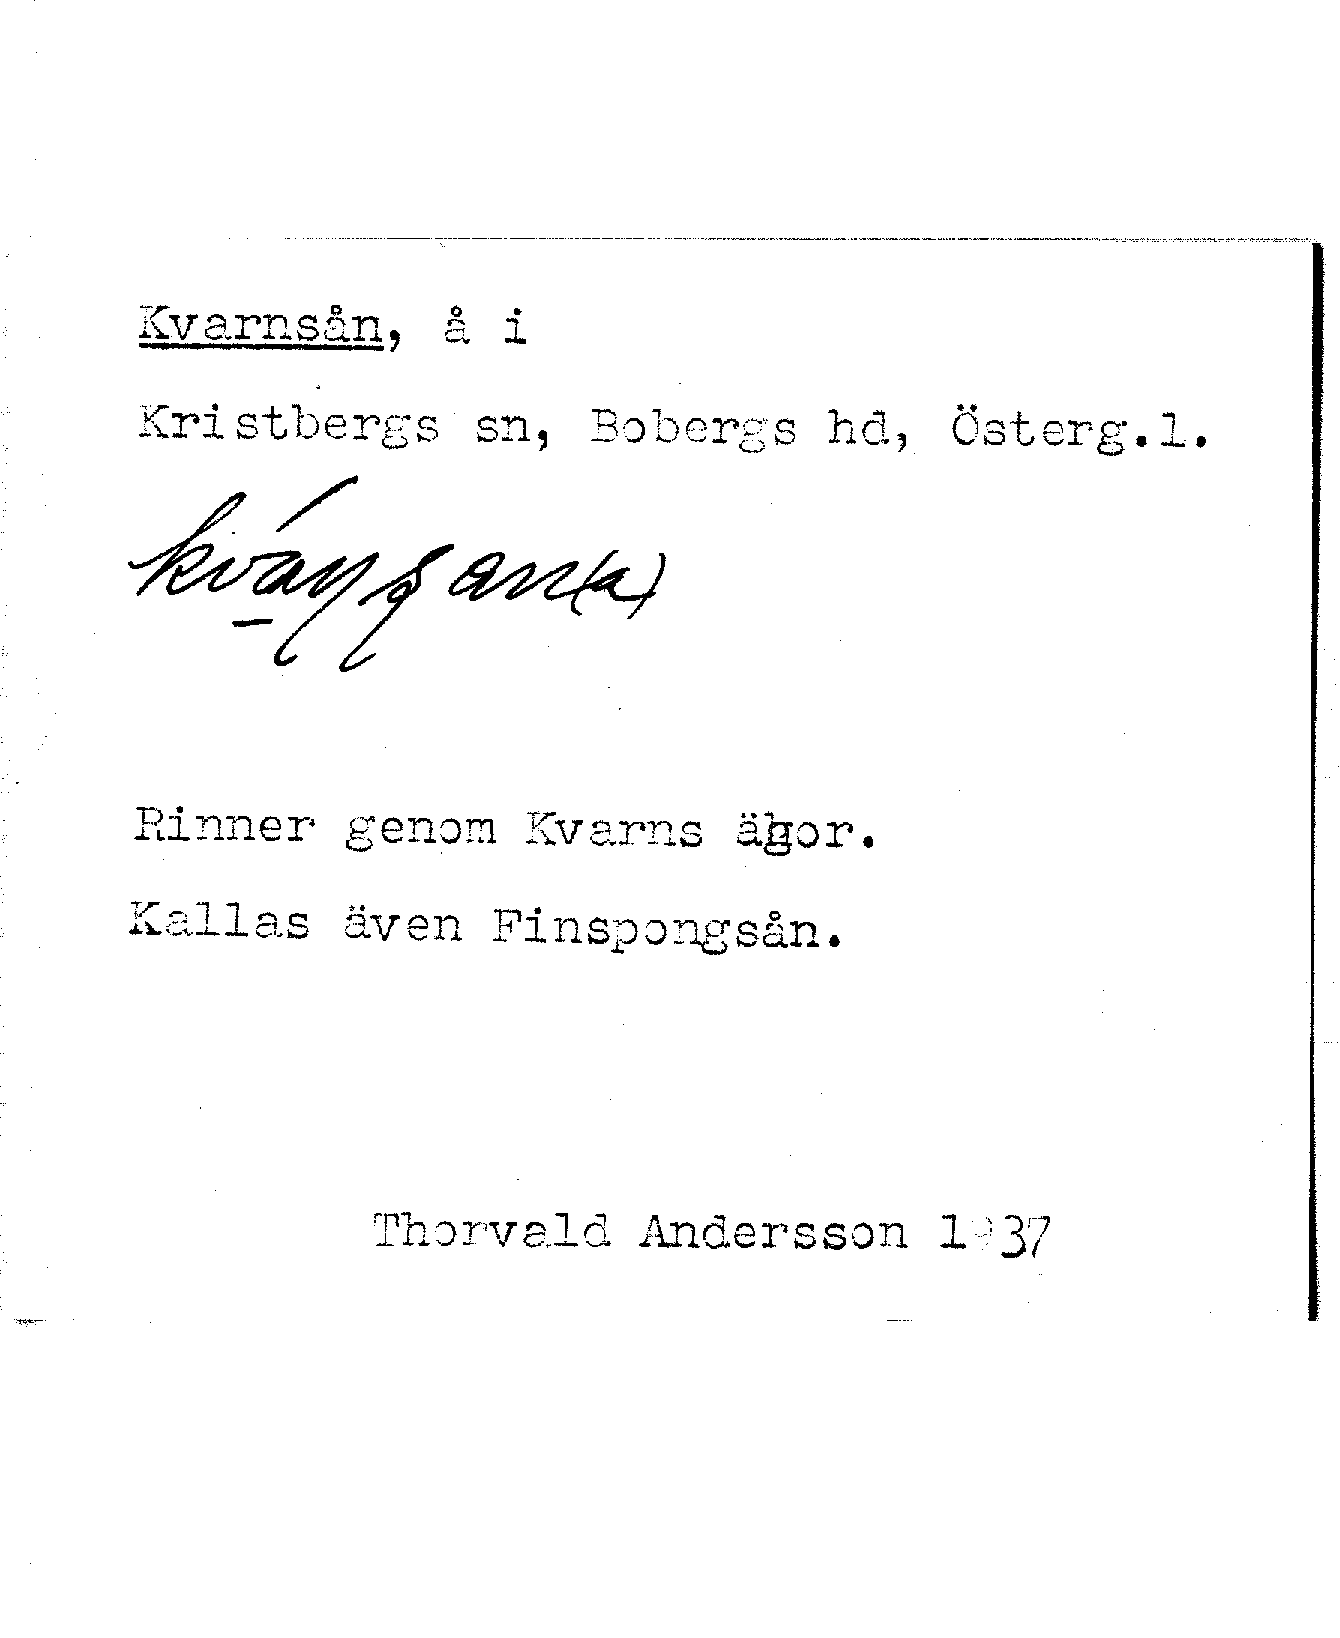 Kvarnsån, å i
Kristbergs sn, Bobergs hd, Österg.l.
Rinner genom Kvarns ägor.
Kallas även Finspongsån.
Thorvald Andersson 1937